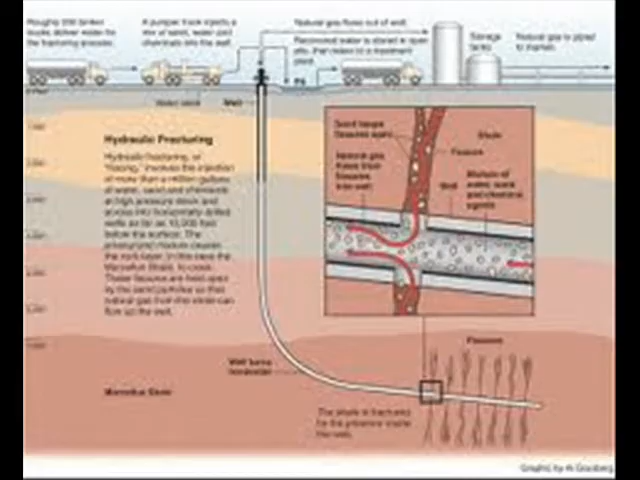 Roughly 200 tanker
trucks deliver water for
the fracturing process.
A pumper truck injects a
mix of sand, water and
chemicals into the well.
Natural gas flows out of well.
Recovered water is stored in open
pits, then taken to a treatment
plant.
Storage
tanks
Natural gas is piped
to market.
Pit
Water table
Well
Hydraulic Fracturing
Hydraulic fracturing, or
"fracing," involves the injection
of more than a million gallons
of water, sand and chemicals
at high pressure down and
across into horizontally drilled
wells as far as 10,000 feet
below the surface. The
pressurized mixture causes
the rock layer, in this case the
Marcellus Shale, to crack.
These fissures are held open
by the sand particles so that
natural gas from the shale can
flow up the well.
Sand keeps
fissures open
Shale
Fissure
Natural gas
flows from
fissures
into well
Well
Mixture of
water, sand
and chemical
agents
Fissures
Well turns
horizontal
Marcellus Shale
The shale is fractured
by the pressure inside
the well.
Graphic by Al Granberg